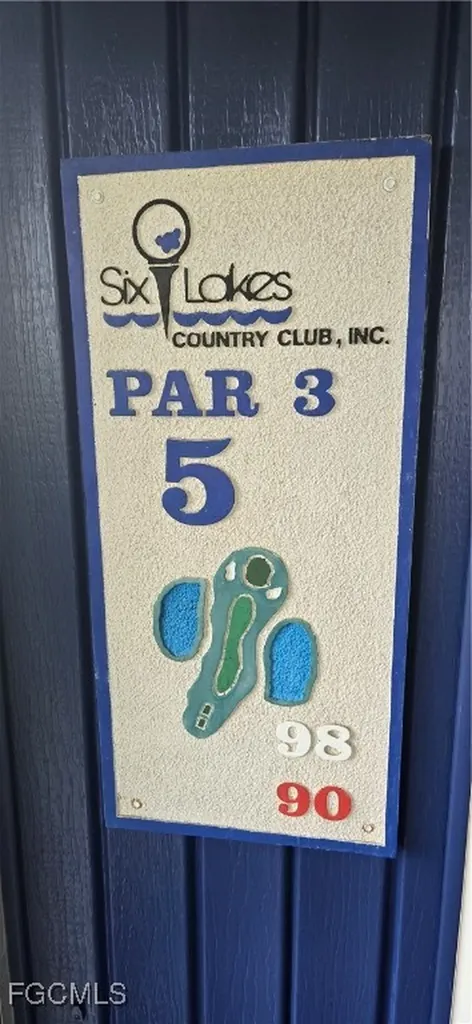 Six Lakes
COUNTRY CLUB, INC.
PAR 3
5
98
90
FGCMLS